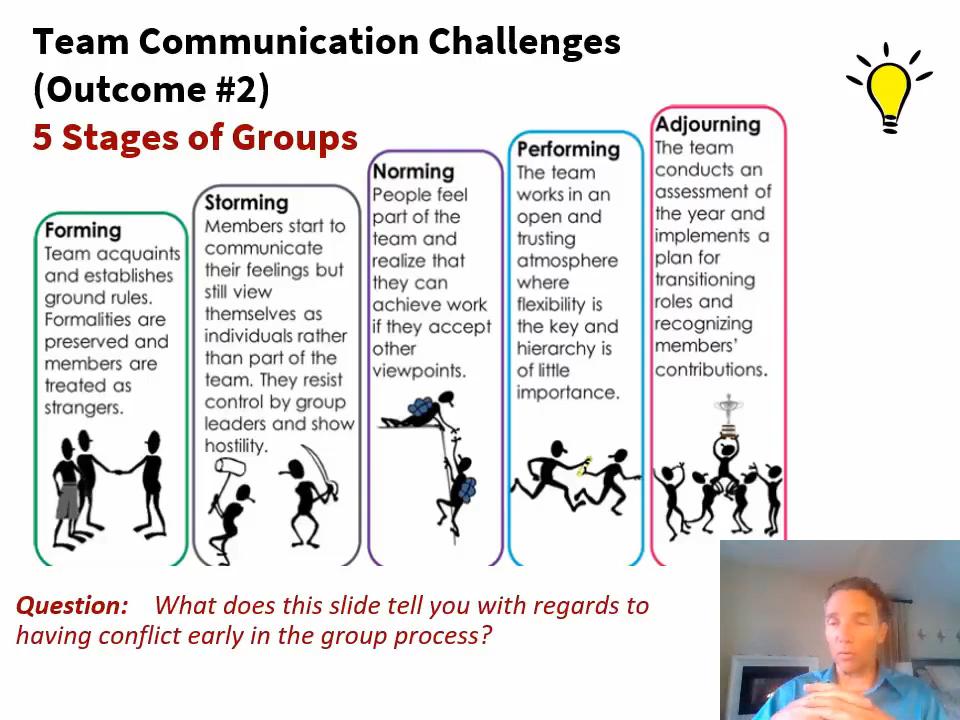 Team Communication Challenges
(Outcome #2)
5 Stages of Groups
Forming
Team acquaints
and establishes
ground rules.
Formalities are
preserved and
members are
treated as
strangers.
Storming
Members start to
communicate
their feelings but
still view
themselves as
individuals rather
than part of the
team. They resist
control by group
leaders and show
hostility.
Norming
People feel
part of the
team and
realize that
they can
achieve work
if they accept
other
viewpoints.
Performing
The team
works in an
open and
trusting
atmosphere
where
flexibility is
the key and
hierarchy is
of little
importance.
Adjourning
The team
conducts an
assessment of
the year and
implements a
plan for
transitioning
roles and
recognizing
members'
contributions.
Question: What does this slide tell you with regards to
having conflict early in the group process?